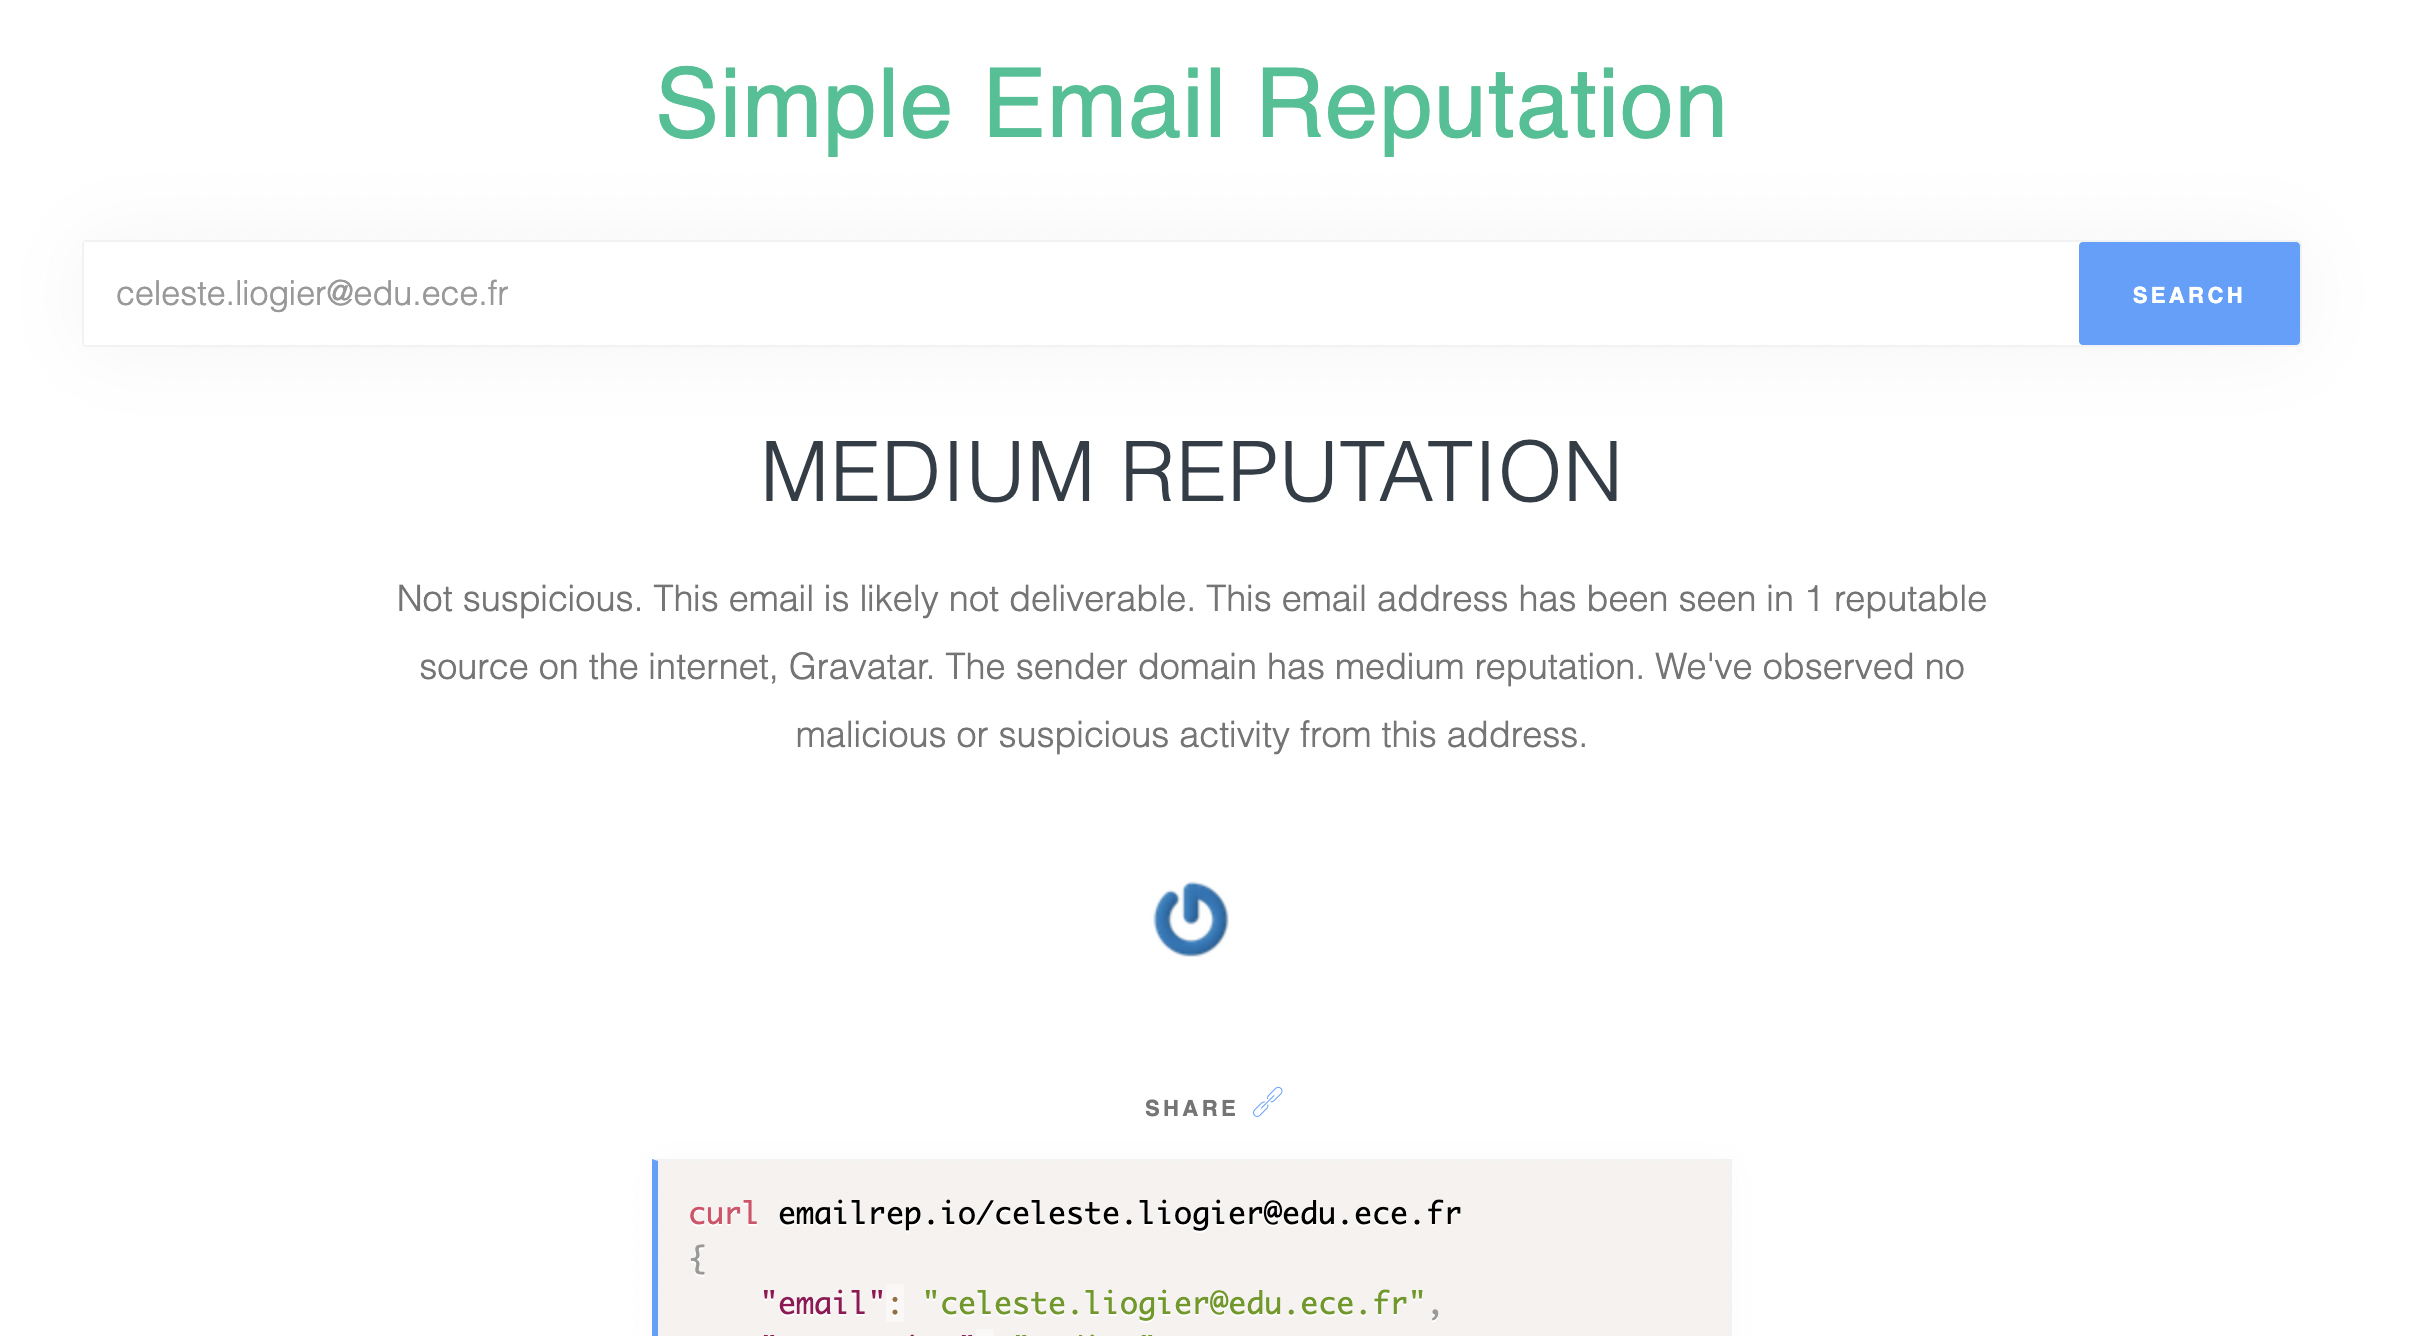 Simple Email Reputation
celeste.liogier@edu.ece.fr
SEARCH
MEDIUM REPUTATION
Not suspicious. This email is likely not deliverable. This email address has been seen in 1 reputable
source on the internet, Gravatar. The sender domain has medium reputation. We've observed no
malicious or suspicious activity from this address.
SHARE
curl emailrep.io/celeste.liogier@edu.ece.fr
{
"email": "celeste.liogier@edu.ece.fr",